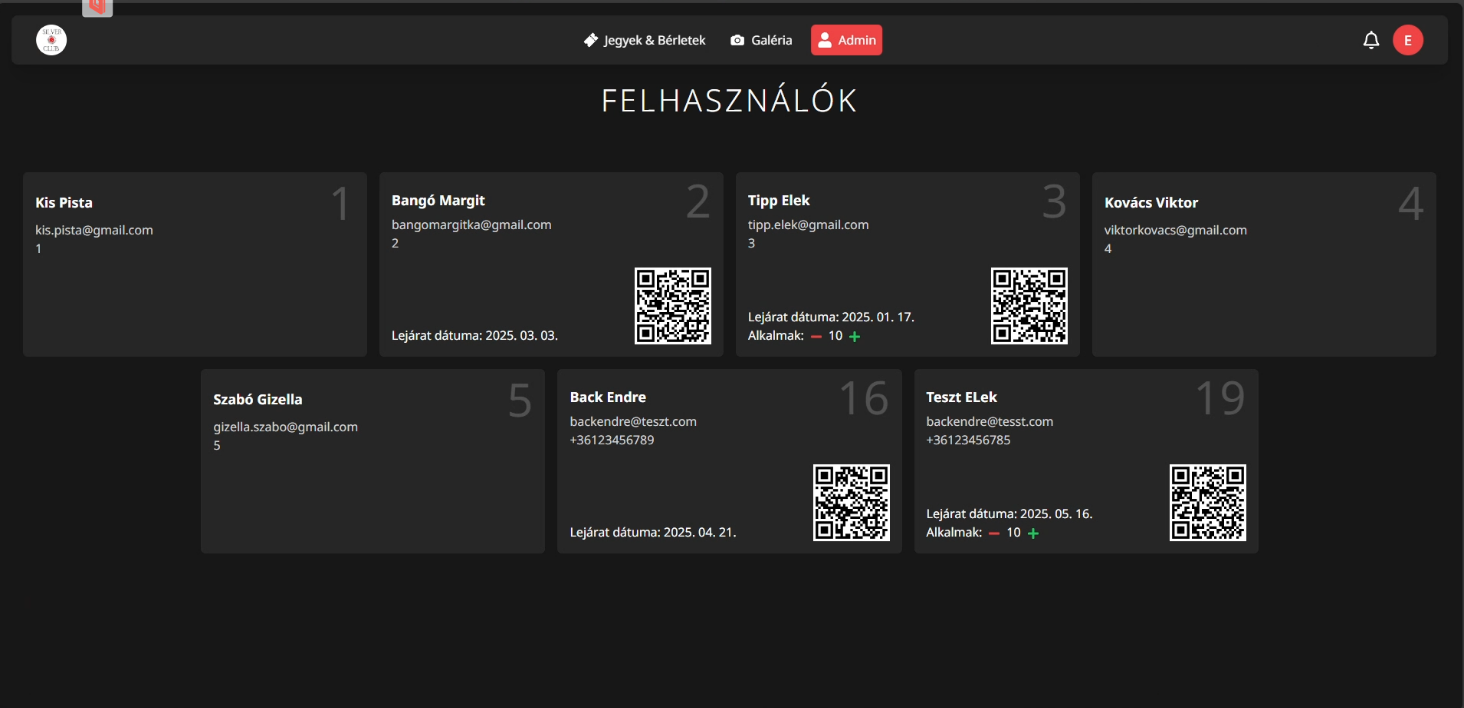 SILVER
CLUB
Jegyek & Bérletek
Galéria
Admin
E
FELHASZNÁLÓK
Kis Pista
1
kis.pista@gmail.com
1
Bangó Margit
2
bangomargitka@gmail.com
2
Lejárat dátuma: 2025. 03. 03.
Tipp Elek
3
tipp.elek@gmail.com
3
Lejárat dátuma: 2025. 01. 17.
Alkalmak: − 10 +
Kovács Viktor
4
viktorkovacs@gmail.com
4
Szabó Gizella
5
gizella.szabo@gmail.com
5
Back Endre
16
backendre@teszt.com
+36123456789
Lejárat dátuma: 2025. 04. 21.
Teszt ELek
19
backendre@tesst.com
+36123456785
Lejárat dátuma: 2025. 05. 16.
Alkalmak: − 10 +